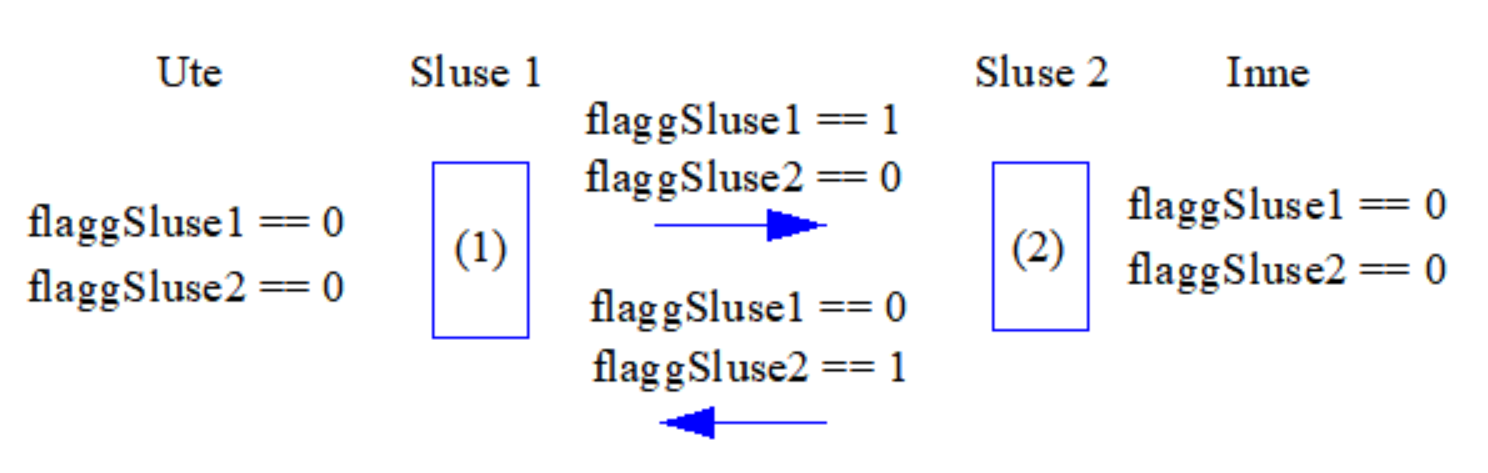 Ute
Sluse 1
Sluse 2
Inne
flaggSluse1 == 1
flaggSluse2 == 0
flaggSluse1 == 0
flaggSluse2 == 0
(1)
(2)
flaggSluse1 == 0
flaggSluse2 == 0
flaggSluse1 == 0
flaggSluse2 == 1